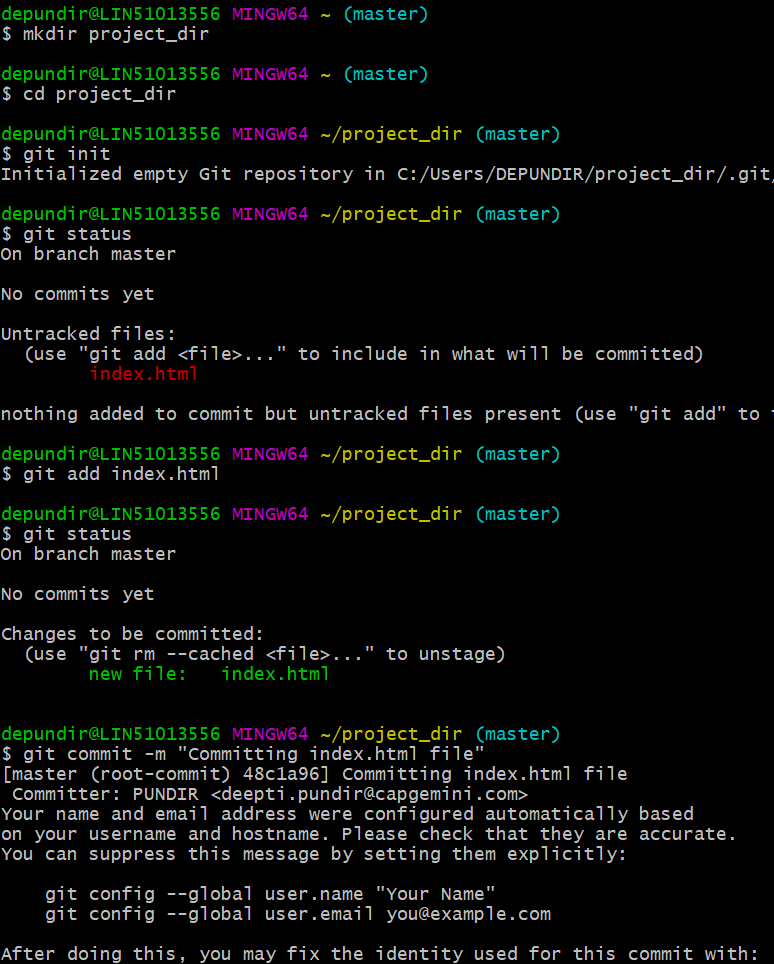 depundir@LIN51013556 MINGW64 ~ (master)
$ mkdir project_dir
depundir@LIN51013556 MINGW64 ~ (master)
$ cd project_dir
depundir@LIN51013556 MINGW64 ~/project_dir (master)
$ git init
Initialized empty Git repository in C:/Users/DEPUNDIR/project_dir/.git/
depundir@LIN51013556 MINGW64 ~/project_dir (master)
$ git status
On branch master
No commits yet
Untracked files:
  (use "git add <file>..." to include in what will be committed)
        index.html
nothing added to commit but untracked files present (use "git add" to
depundir@LIN51013556 MINGW64 ~/project_dir (master)
$ git add index.html
depundir@LIN51013556 MINGW64 ~/project_dir (master)
$ git status
On branch master
No commits yet
Changes to be committed:
  (use "git rm --cached <file>..." to unstage)
        new file:   index.html
depundir@LIN51013556 MINGW64 ~/project_dir (master)
$ git commit -m "Committing index.html file"
[master (root-commit) 48c1a96] Committing index.html file
 Committer: PUNDIR <deepti.pundir@capgemini.com>
Your name and email address were configured automatically based
on your username and hostname. Please check that they are accurate.
You can suppress this message by setting them explicitly:
    git config --global user.name "Your Name"
    git config --global user.email you@example.com
After doing this, you may fix the identity used for this commit with: